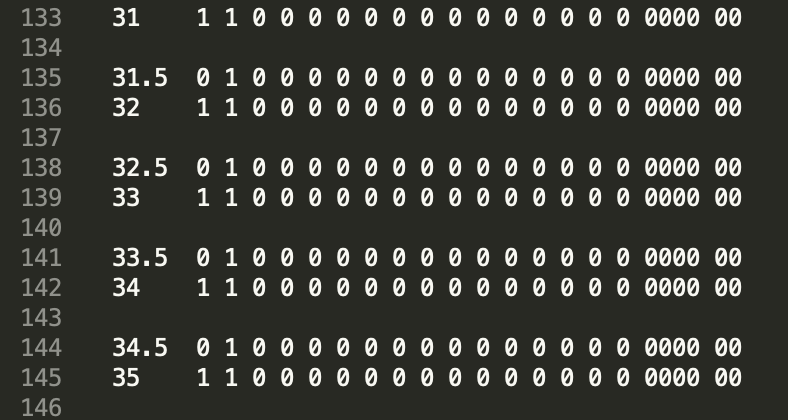 133 31 1 1 0 0 0 0 0 0 0 0 0 0 0 0 0 0 0000 00
134
135 31.5 0 1 0 0 0 0 0 0 0 0 0 0 0 0 0 0 0000 00
136 32 1 1 0 0 0 0 0 0 0 0 0 0 0 0 0 0 0000 00
137
138 32.5 0 1 0 0 0 0 0 0 0 0 0 0 0 0 0 0 0000 00
139 33 1 1 0 0 0 0 0 0 0 0 0 0 0 0 0 0 0000 00
140
141 33.5 0 1 0 0 0 0 0 0 0 0 0 0 0 0 0 0 0000 00
142 34 1 1 0 0 0 0 0 0 0 0 0 0 0 0 0 0 0000 00
143
144 34.5 0 1 0 0 0 0 0 0 0 0 0 0 0 0 0 0 0000 00
145 35 1 1 0 0 0 0 0 0 0 0 0 0 0 0 0 0 0000 00
146